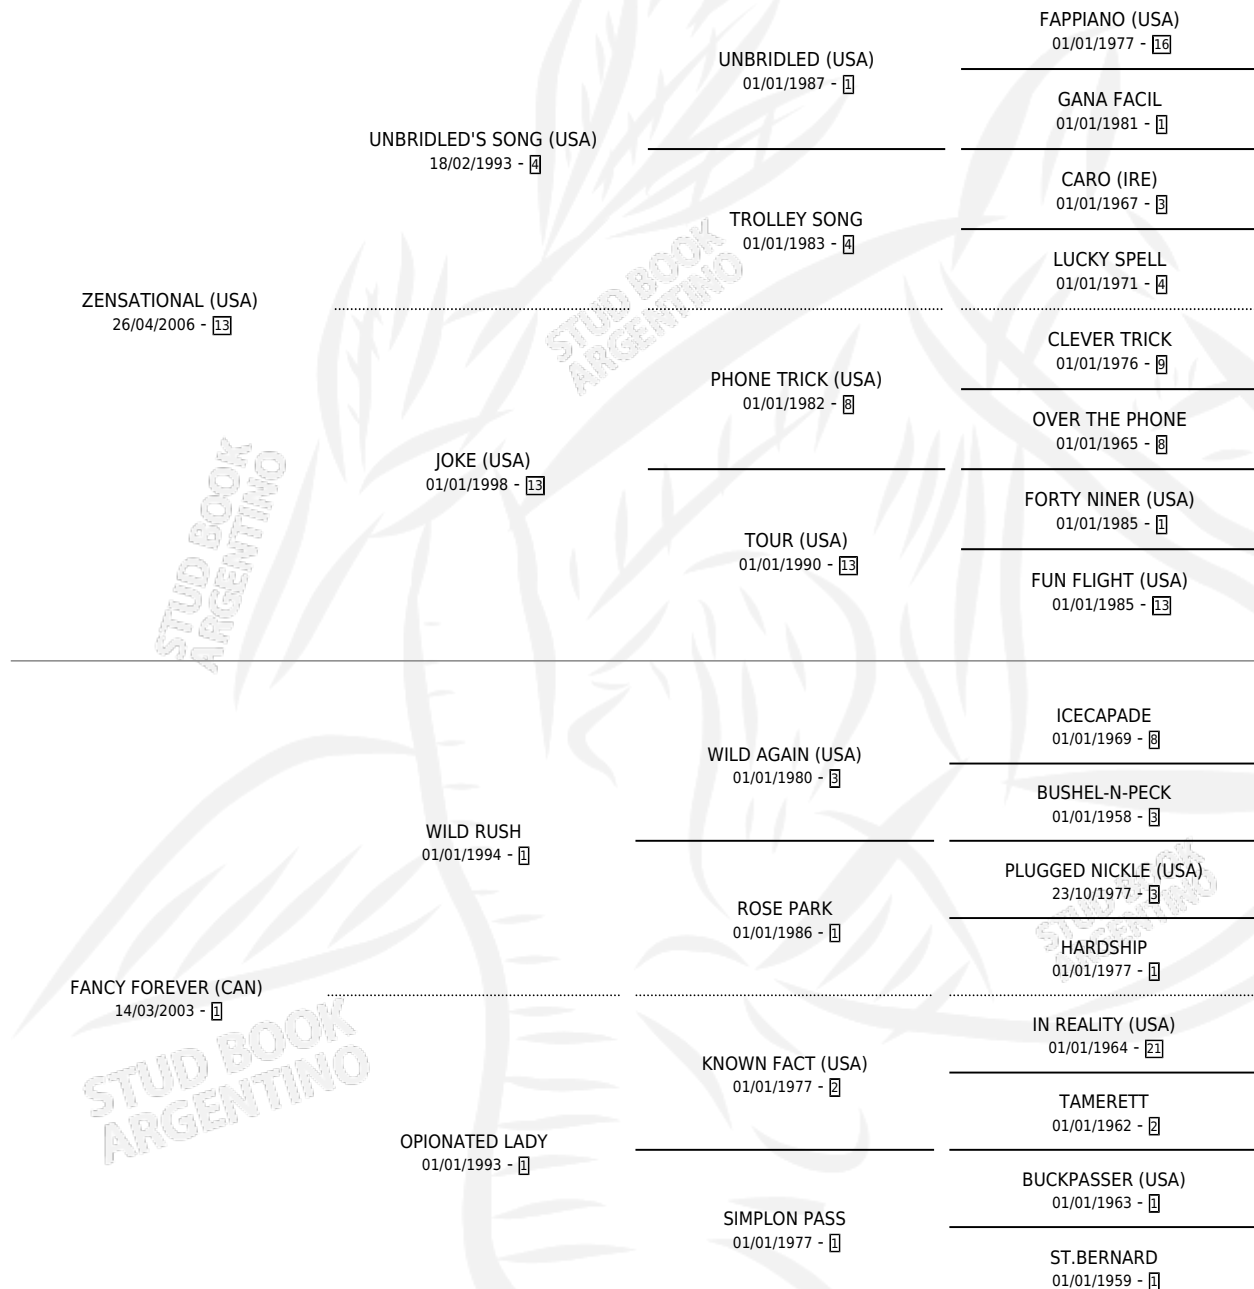 FAPPIANO (USA)
01/01/1977 - 16
UNBRIDLED (USA)
01/01/1987 - 1
GANA FACIL
01/01/1981 - 1
UNBRIDLED'S SONG (USA)
18/02/1993 - 4
CARO (IRE)
01/01/1967 - 3
TROLLEY SONG
01/01/1983 - 4
LUCKY SPELL
01/01/1971 - 4
ZENSATIONAL (USA)
26/04/2006 - 13
STUD BOOK
ARGENTINO
CLEVER TRICK
01/01/1976 - 9
PHONE TRICK (USA)
01/01/1982 - 8
OVER THE PHONE
01/01/1965 - 8
JOKE (USA)
01/01/1998 - 13
FORTY NINER (USA)
01/01/1985 - 1
TOUR (USA)
01/01/1990 - 13
FUN FLIGHT (USA)
01/01/1985 - 13
STUD BOOK
ARGENTINO
ICECAPADE
01/01/1969 - 8
WILD AGAIN (USA)
01/01/1980 - 3
BUSHEL-N-PECK
01/01/1958 - 3
WILD RUSH
01/01/1994 - 1
PLUGGED NICKLE (USA)
23/10/1977 - 3
ROSE PARK
01/01/1986 - 1
HARDSHIP
01/01/1977 - 1
STUD BOOK
ARGENTINO
FANCY FOREVER (CAN)
14/03/2003 - 1
IN REALITY (USA)
01/01/1964 - 21
KNOWN FACT (USA)
01/01/1977 - 2
TAMERETT
01/01/1962 - 2
STUD BOOK
ARGENTINO
OPIONATED LADY
01/01/1993 - 1
BUCKPASSER (USA)
01/01/1963 - 1
SIMPLON PASS
01/01/1977 - 1
ST.BERNARD
01/01/1959 - 1